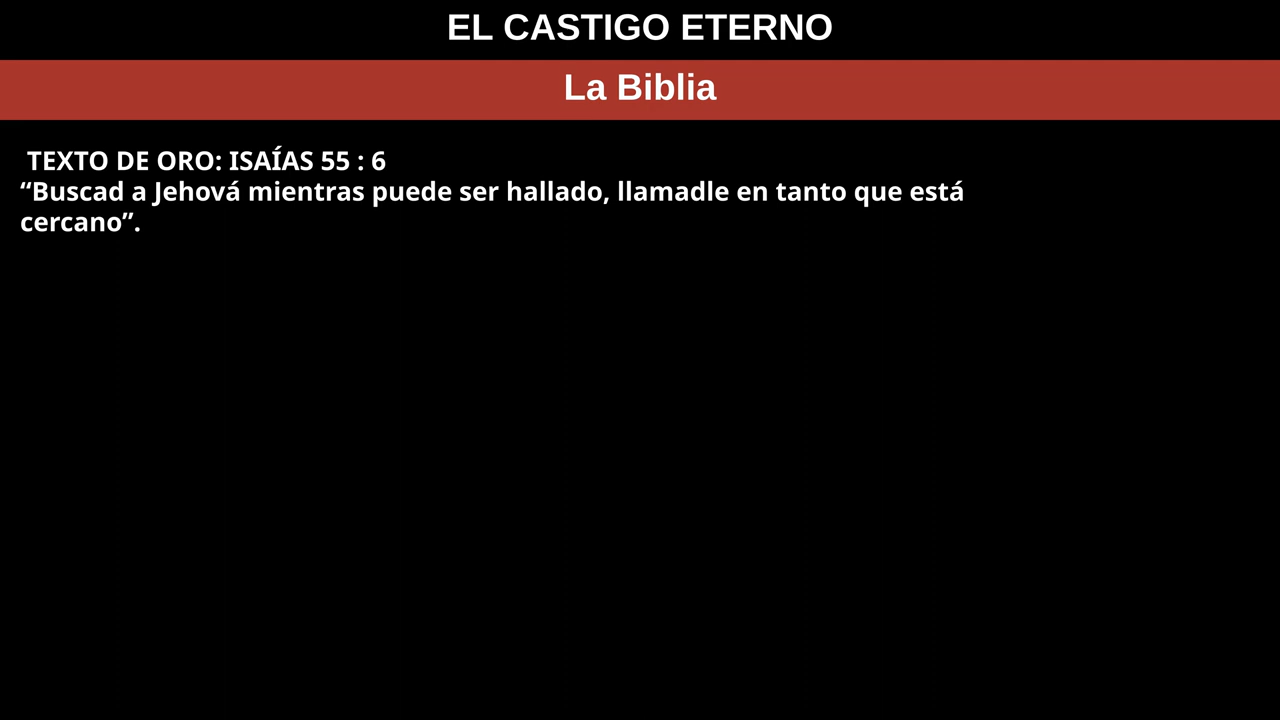 EL CASTIGO ETERNO
La Biblia
TEXTO DE ORO: ISAÍAS 55 : 6
“Buscad a Jehová mientras puede ser hallado, llamadle en tanto que está
cercano”.